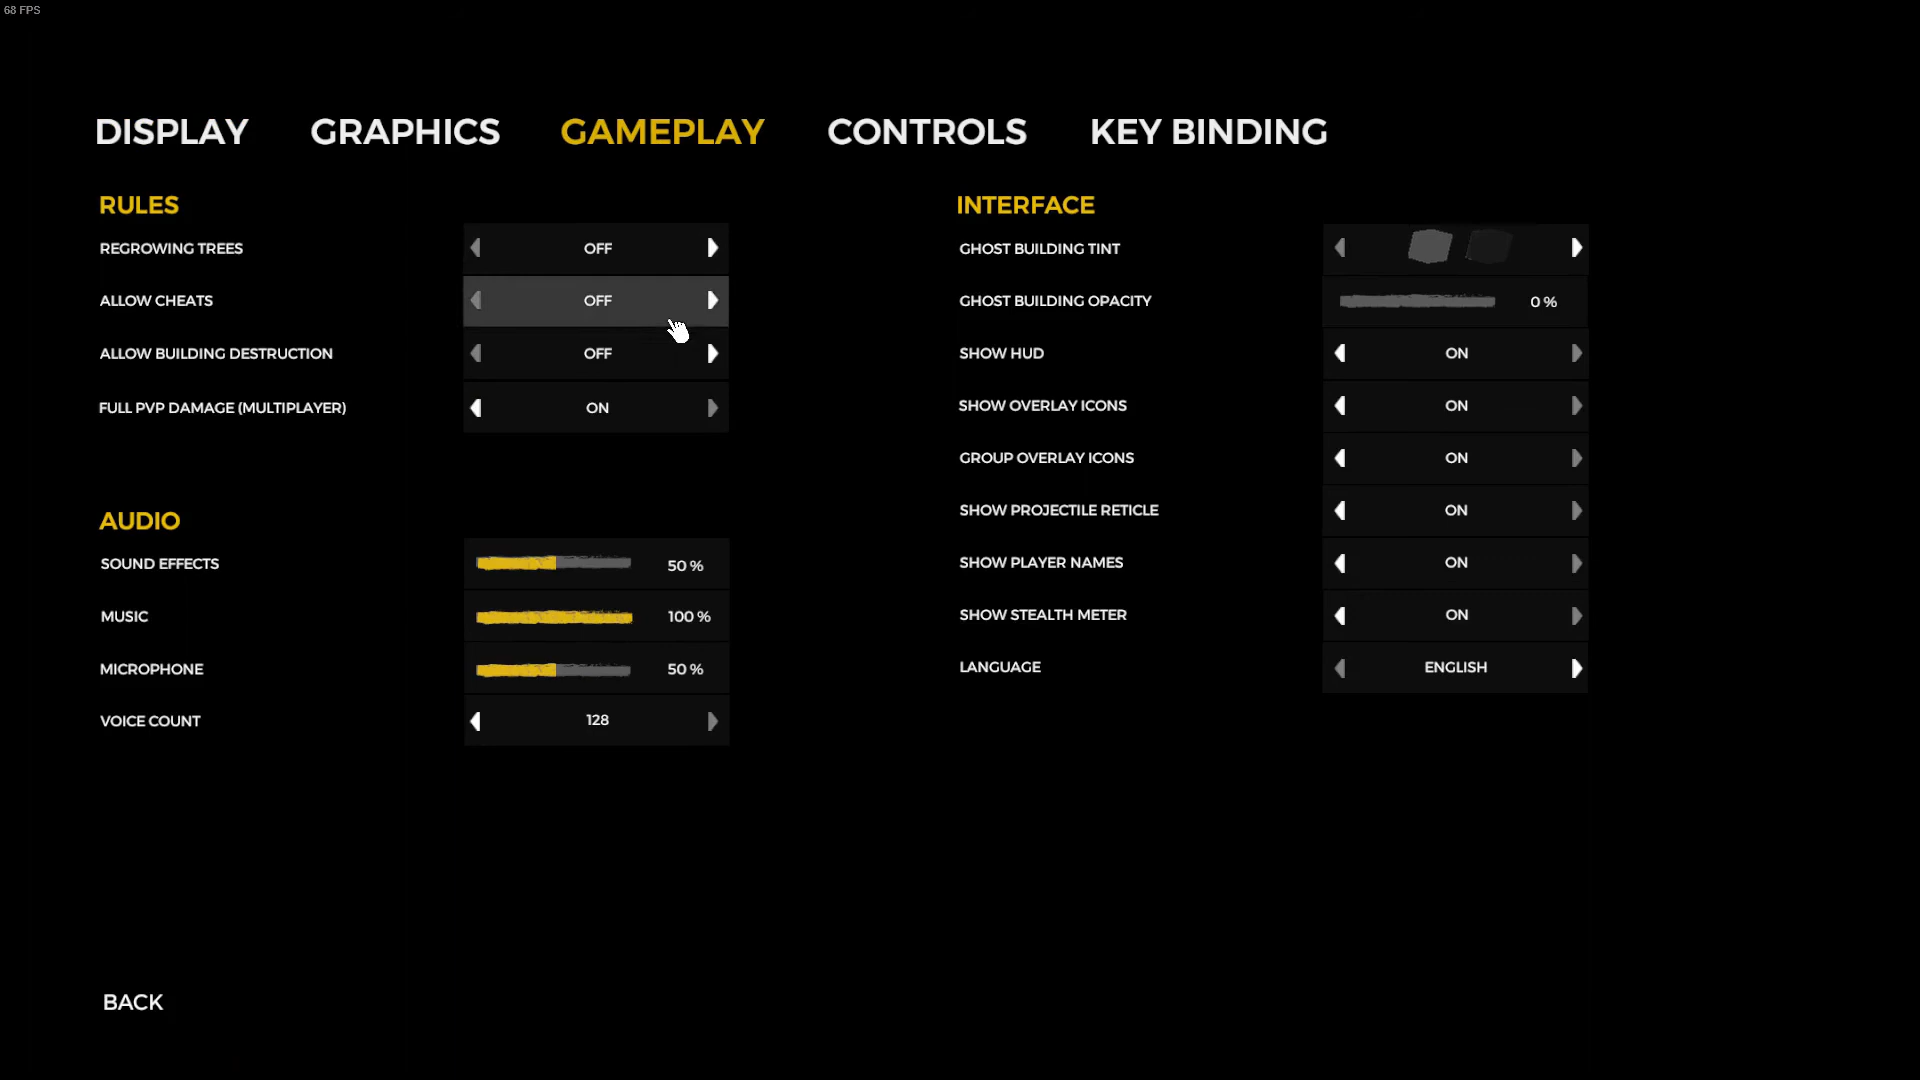 68 FPS
DISPLAY GRAPHICS GAMEPLAY CONTROLS KEY BINDING
RULES
REGROWING TREES OFF
ALLOW CHEATS OFF
ALLOW BUILDING DESTRUCTION OFF
FULL PVP DAMAGE (MULTIPLAYER) ON
AUDIO
SOUND EFFECTS 50 %
MUSIC 100 %
MICROPHONE 50 %
VOICE COUNT 128
INTERFACE
GHOST BUILDING TINT
GHOST BUILDING OPACITY 0 %
SHOW HUD ON
SHOW OVERLAY ICONS ON
GROUP OVERLAY ICONS ON
SHOW PROJECTILE RETICLE ON
SHOW PLAYER NAMES ON
SHOW STEALTH METER ON
LANGUAGE ENGLISH
BACK